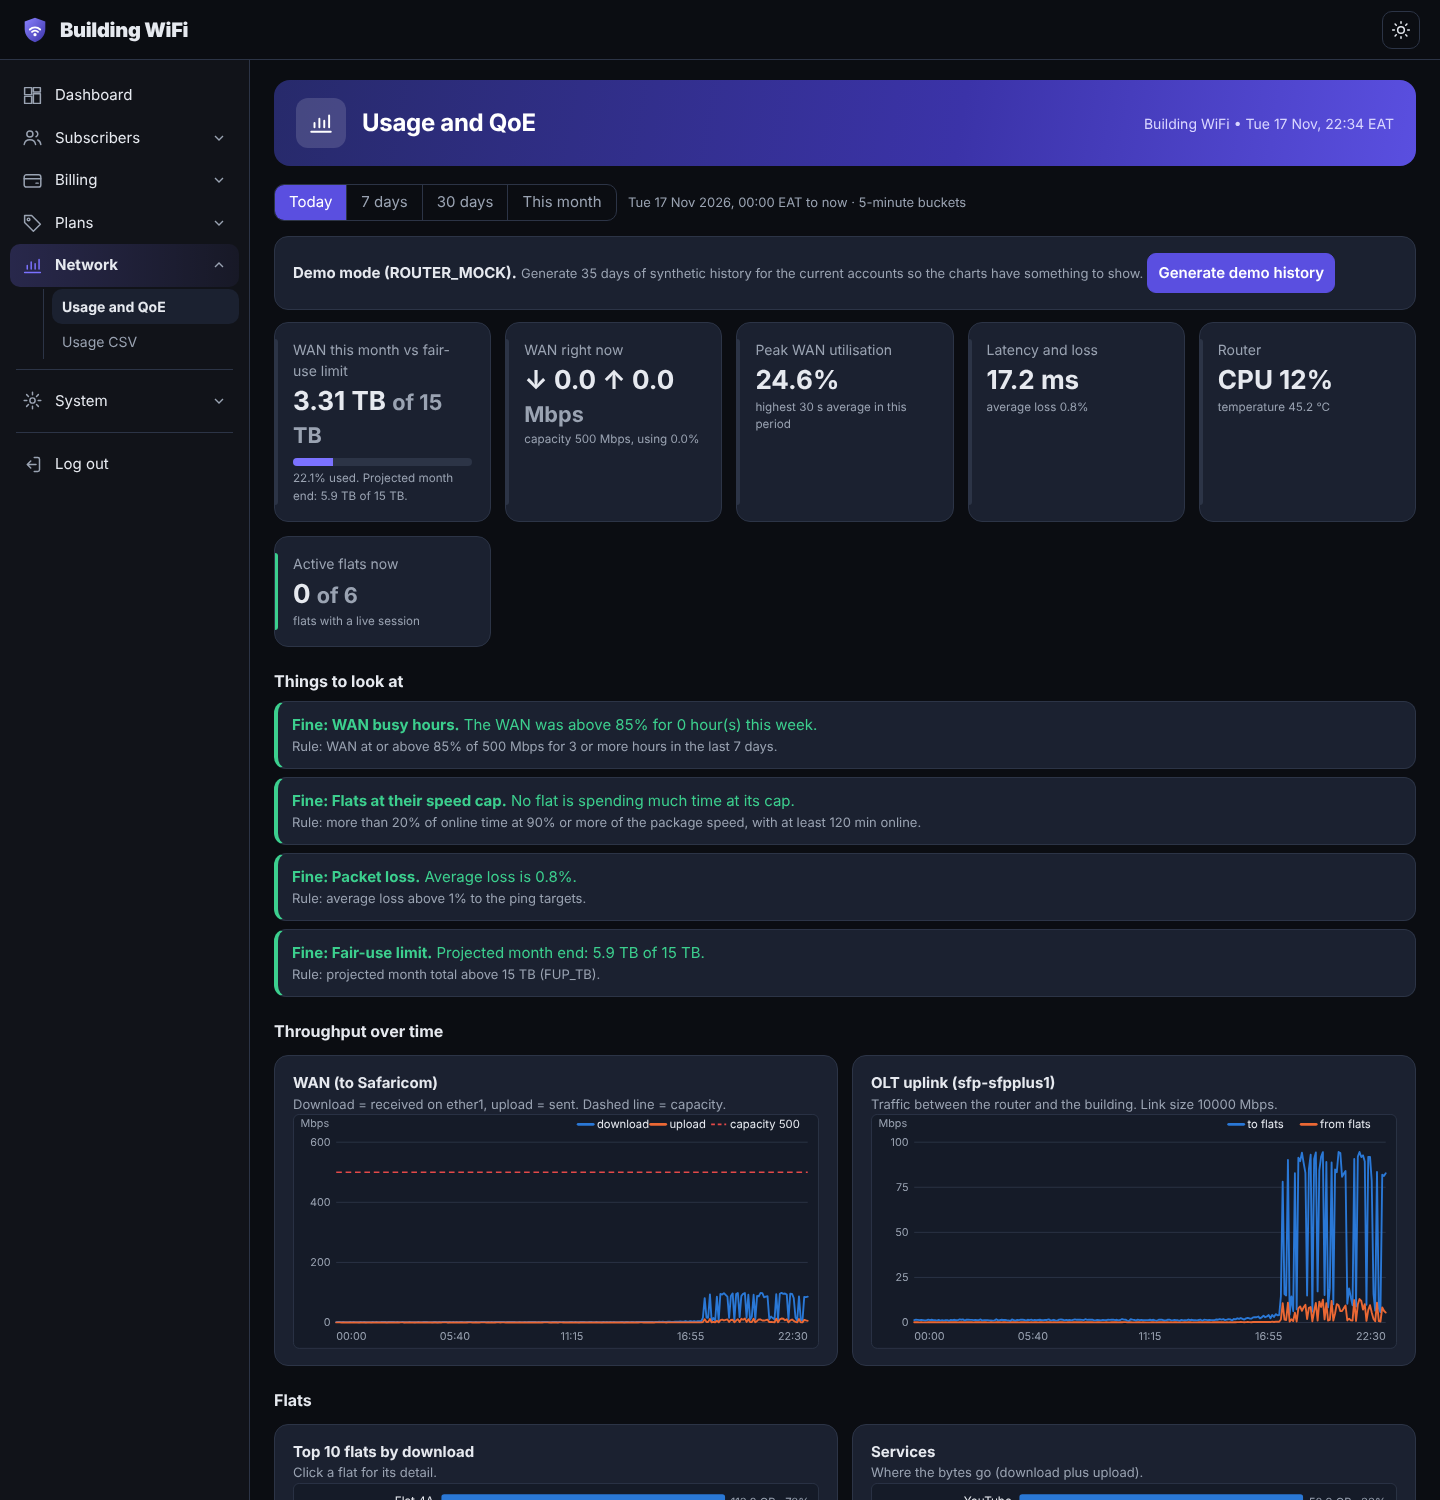 Building WiFi
Dashboard
Subscribers
Billing
Plans
Network
Usage and QoE
Usage CSV
System
Log out
Usage and QoE
Building WiFi • Tue 17 Nov, 22:34 EAT
Today
7 days
30 days
This month
Tue 17 Nov 2026, 00:00 EAT to now · 5-minute buckets
Demo mode (ROUTER_MOCK). Generate 35 days of synthetic history for the current accounts so the charts have something to show.
Generate demo history
WAN this month vs fair-
use limit
3.31 TB of 15
TB
22.1% used. Projected month
end: 5.9 TB of 15 TB.
WAN right now
↓ 0.0 ↑ 0.0
Mbps
capacity 500 Mbps, using 0.0%
Peak WAN utilisation
24.6%
highest 30 s average in this
period
Latency and loss
17.2 ms
average loss 0.8%
Router
CPU 12%
temperature 45.2 °C
Active flats now
0 of 6
flats with a live session
Things to look at
Fine: WAN busy hours. The WAN was above 85% for 0 hour(s) this week.
Rule: WAN at or above 85% of 500 Mbps for 3 or more hours in the last 7 days.
Fine: Flats at their speed cap. No flat is spending much time at its cap.
Rule: more than 20% of online time at 90% or more of the package speed, with at least 120 min online.
Fine: Packet loss. Average loss is 0.8%.
Rule: average loss above 1% to the ping targets.
Fine: Fair-use limit. Projected month end: 5.9 TB of 15 TB.
Rule: projected month total above 15 TB (FUP_TB).
Throughput over time
WAN (to Safaricom)
Download = received on ether1, upload = sent. Dashed line = capacity.
Mbps
download
upload
capacity 500
600
400
200
0
00:00
05:40
11:15
16:55
22:30
OLT uplink (sfp-sfpplus1)
Traffic between the router and the building. Link size 10000 Mbps.
Mbps
to flats
from flats
100
75
50
25
0
00:00
05:40
11:15
16:55
22:30
Flats
Top 10 flats by download
Click a flat for its detail.
Flat 4A
Services
Where the bytes go (download plus upload).
YouTube